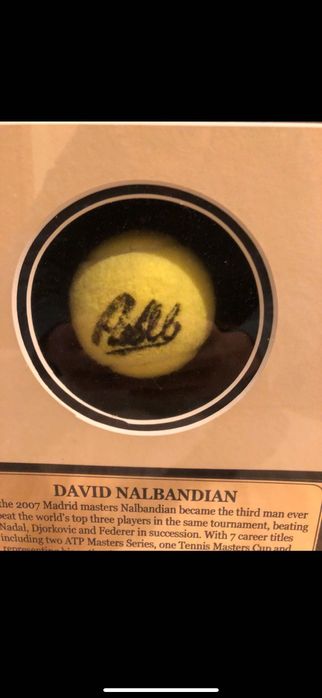 DAVID NALBANDIAN
the 2007 Madrid masters Nalbandian became the third man ever
beat the world's top three players in the same tournament, beating
Nadal, Djorkovic and Federer in succession. With 7 career titles
including two ATP Masters Series, one Tennis Masters Cup and
representing